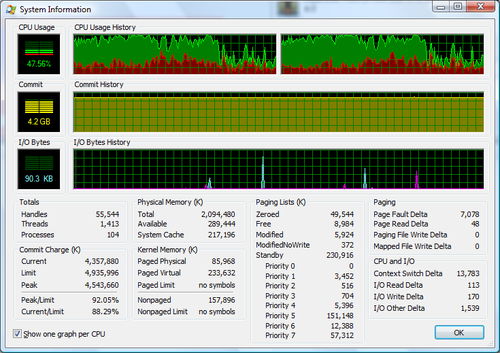 System Information
CPU Usage
CPU Usage History
47.56%
Commit
Commit History
4.2 GB
I/O Bytes
I/O Bytes History
90.3 KB
Totals
Handles 55,544
Threads 1,413
Processes 104
Commit Charge (K)
Current 4,357,880
Limit 4,935,996
Peak 4,543,660
Peak/Limit 92.05%
Current/Limit 88.29%
Physical Memory (K)
Total 2,094,480
Available 289,444
System Cache 217,196
Kernel Memory (K)
Paged Physical 85,968
Paged Virtual 233,632
Paged Limit no symbols
Nonpaged 157,896
Nonpaged Limit no symbols
Paging Lists (K)
Zeroed 49,544
Free 8,984
Modified 5,924
ModifiedNoWrite 372
Standby 230,916
Priority 0 0
Priority 1 3,452
Priority 2 516
Priority 3 704
Priority 4 5,396
Priority 5 151,148
Priority 6 12,388
Priority 7 57,312
Paging
Page Fault Delta 7,078
Page Read Delta 48
Paging File Write Delta 0
Mapped File Write Delta 0
CPU and I/O
Context Switch Delta 13,783
I/O Read Delta 113
I/O Write Delta 170
I/O Other Delta 1,539
Show one graph per CPU
OK